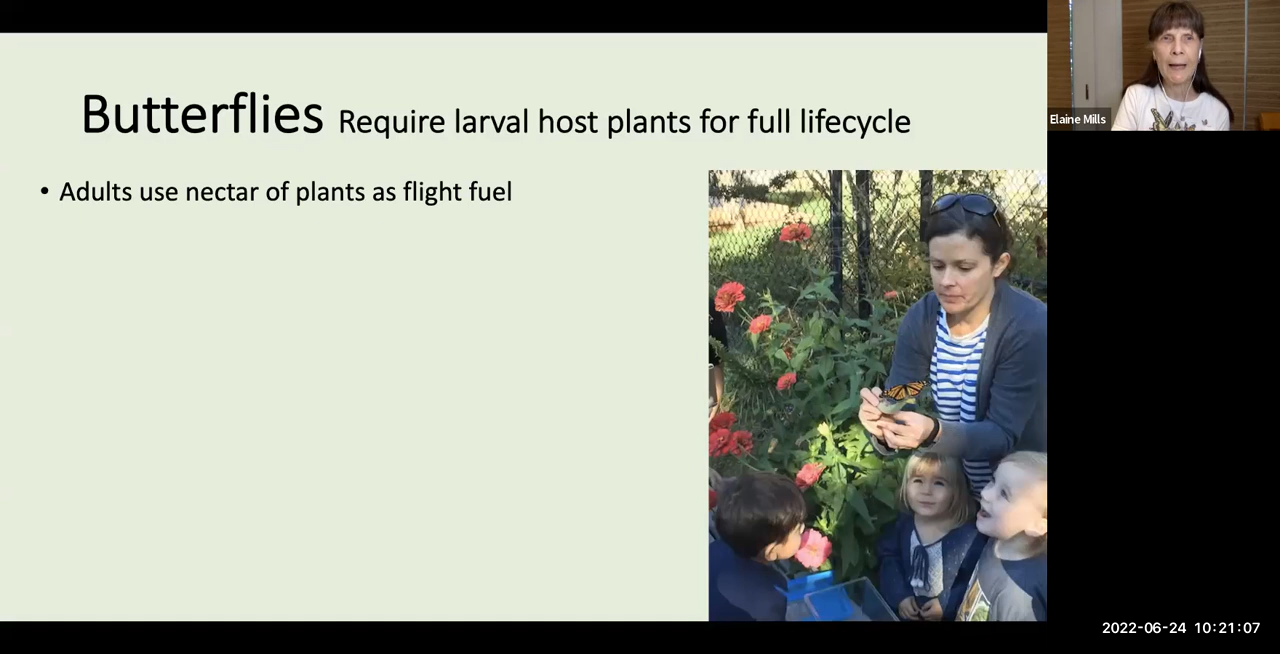 Butterflies Require larval host plants for full lifecycle
• Adults use nectar of plants as flight fuel
Elaine Mills
2022-06-24 10:21:07